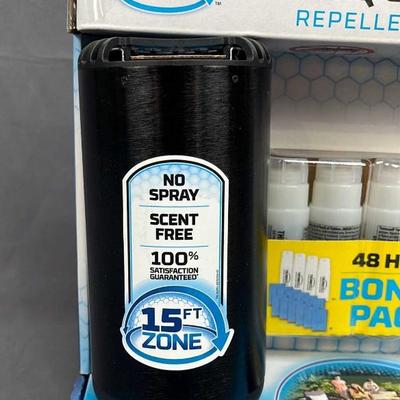 REPELLE
NO
SPRAY
SCENT
FREE
100%
SATISFACTION
GUARANTEED*
15FT
ZONE
48 H
BON
PAC